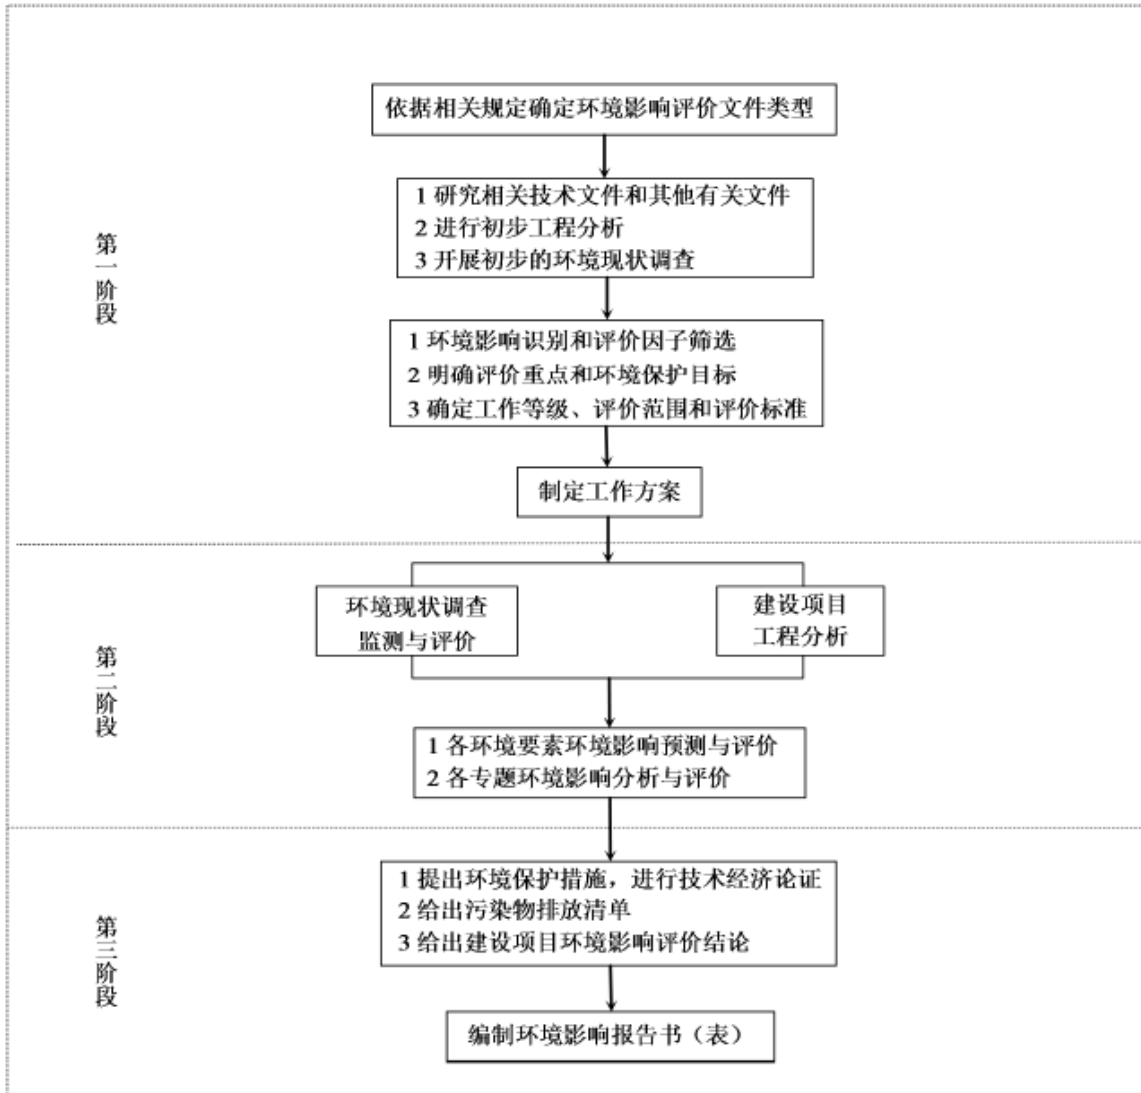 依据相关规定确定环境影响评价文件类型
1 研究相关技术文件和其他有关文件
2 进行初步工程分析
3 开展初步的环境现状调查
第一阶段
1 环境影响识别和评价因子筛选
2 明确评价重点和环境保护目标
3 确定工作等级、评价范围和评价标准
制定工作方案
环境现状调查
监测与评价
建设项目
工程分析
第二阶段
1 各环境要素环境影响预测与评价
2 各专题环境影响分析与评价
1 提出环境保护措施，进行技术经济论证
2 给出污染物排放清单
3 给出建设项目环境影响评价结论
第三阶段
编制环境影响报告书（表）